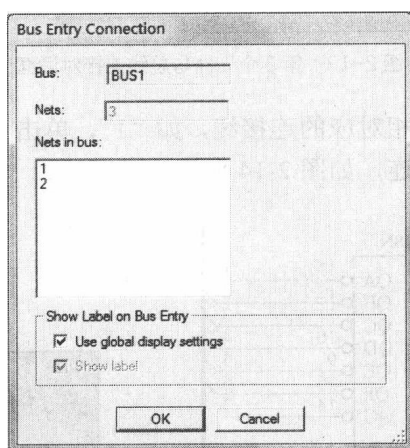 Bus Entry Connection
Bus: BUS1
Nets: 3
Nets in bus:
1
2
Show Label on Bus Entry
Use global display settings
Show label
OK Cancel